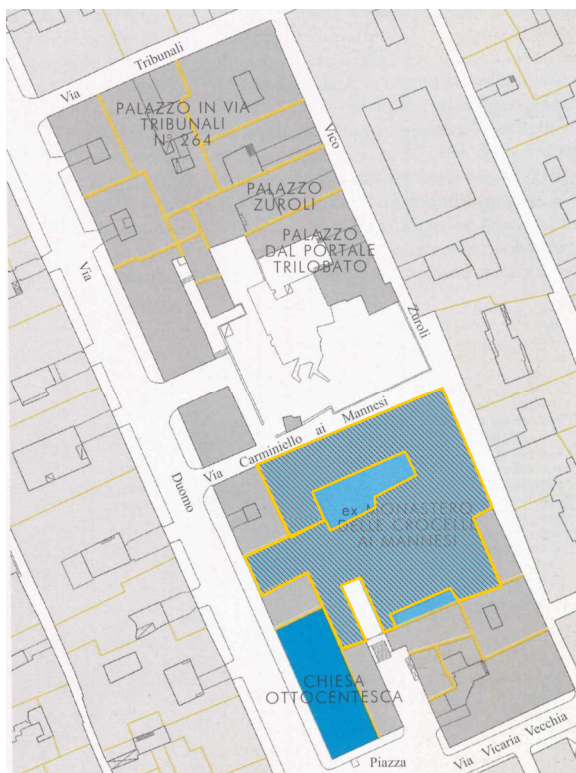 Via Tribunali
PALAZZO IN VIA
TRIBUNALI
N° 264
Vico
PALAZZO
ZUROLI
PALAZZO
DAL PORTALE
TRILOBATO
Via
Zuroli
Via Carminiello ai Mannesi
Duomo
ex MONASTERO
DELLE CROCELLE
AI MANNESI
CHIESA
OTTOCENTESCA
Piazza
Via Vicaria Vecchia